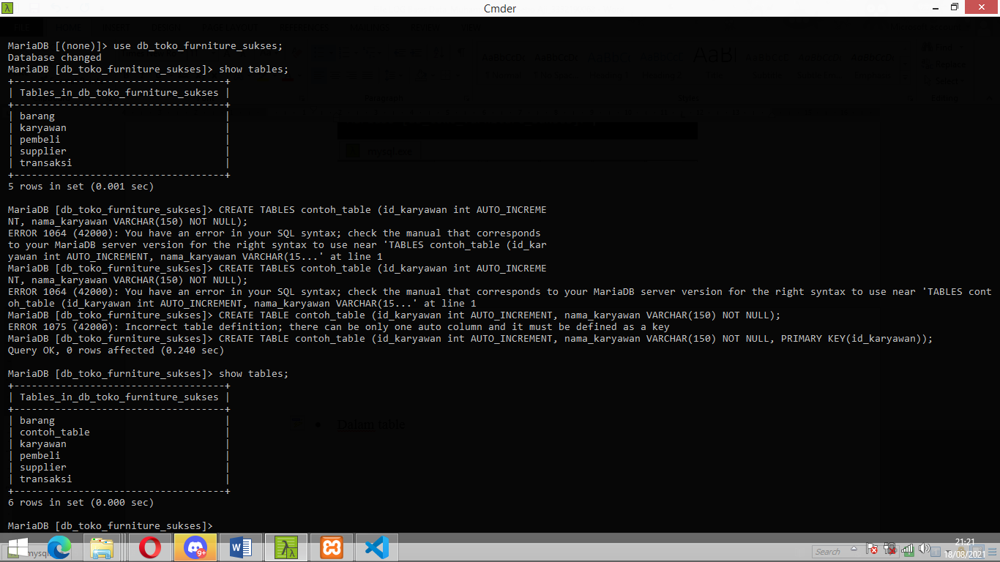 Cmder
MariaDB [(none)]> use db_toko_furniture_sukses;
Database changed
MariaDB [db_toko_furniture_sukses]> show tables;
+------------------------------------+
| Tables_in_db_toko_furniture_sukses |
+------------------------------------+
| barang                             |
| karyawan                           |
| pembeli                            |
| supplier                           |
| transaksi                          |
+------------------------------------+
5 rows in set (0.001 sec)
MariaDB [db_toko_furniture_sukses]> CREATE TABLES contoh_table (id_karyawan int AUTO_INCREME
NT, nama_karyawan VARCHAR(150) NOT NULL);
ERROR 1064 (42000): You have an error in your SQL syntax; check the manual that corresponds
to your MariaDB server version for the right syntax to use near 'TABLES contoh_table (id_kar
yawan int AUTO_INCREMENT, nama_karyawan VARCHAR(15...' at line 1
MariaDB [db_toko_furniture_sukses]> CREATE TABLES contoh_table (id_karyawan int AUTO_INCREME
NT, nama_karyawan VARCHAR(150) NOT NULL);
ERROR 1064 (42000): You have an error in your SQL syntax; check the manual that corresponds to your MariaDB server version for the right syntax to use near 'TABLES cont
oh_table (id_karyawan int AUTO_INCREMENT, nama_karyawan VARCHAR(15...' at line 1
MariaDB [db_toko_furniture_sukses]> CREATE TABLE contoh_table (id_karyawan int AUTO_INCREMENT, nama_karyawan VARCHAR(150) NOT NULL);
ERROR 1075 (42000): Incorrect table definition; there can be only one auto column and it must be defined as a key
MariaDB [db_toko_furniture_sukses]> CREATE TABLE contoh_table (id_karyawan int AUTO_INCREMENT, nama_karyawan VARCHAR(150) NOT NULL, PRIMARY KEY(id_karyawan));
Query OK, 0 rows affected (0.240 sec)
MariaDB [db_toko_furniture_sukses]> show tables;
+------------------------------------+
| Tables_in_db_toko_furniture_sukses |
+------------------------------------+
| barang                             |
| contoh_table                       |
| karyawan                           |
| pembeli                            |
| supplier                           |
| transaksi                          |
+------------------------------------+
6 rows in set (0.000 sec)
Dalam table
MariaDB [db_toko_furniture_sukses]>
Search
21:21
18/08/2021